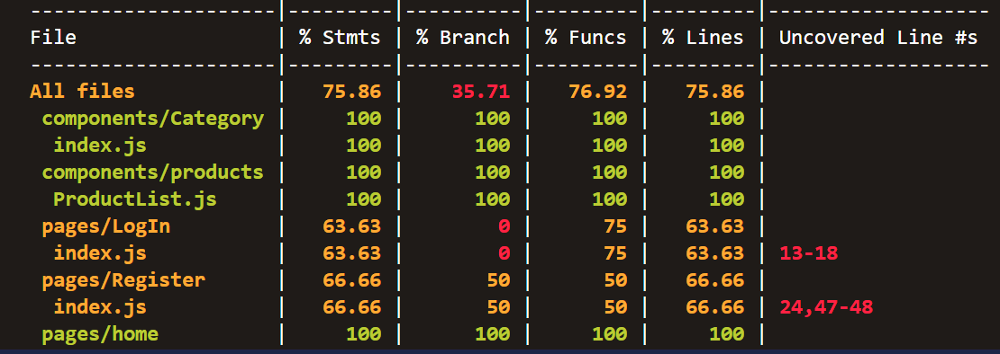 ---------------------|---------|----------|---------|---------|-------------------
File                 | % Stmts | % Branch | % Funcs | % Lines | Uncovered Line #s
---------------------|---------|----------|---------|---------|-------------------
All files            |   75.86 |    35.71 |   76.92 |   75.86 |
 components/Category |     100 |      100 |     100 |     100 |
  index.js           |     100 |      100 |     100 |     100 |
 components/products |     100 |      100 |     100 |     100 |
  ProductList.js     |     100 |      100 |     100 |     100 |
 pages/LogIn         |   63.63 |        0 |      75 |   63.63 |
  index.js           |   63.63 |        0 |      75 |   63.63 | 13-18
 pages/Register      |   66.66 |       50 |      50 |   66.66 |
  index.js           |   66.66 |       50 |      50 |   66.66 | 24,47-48
 pages/home          |     100 |      100 |     100 |     100 |